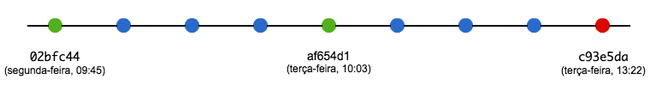 02bfc44
(segunda-feira, 09:45)
af654d1
(terça-feira, 10:03)
c93e5da
(terça-feira, 13:22)